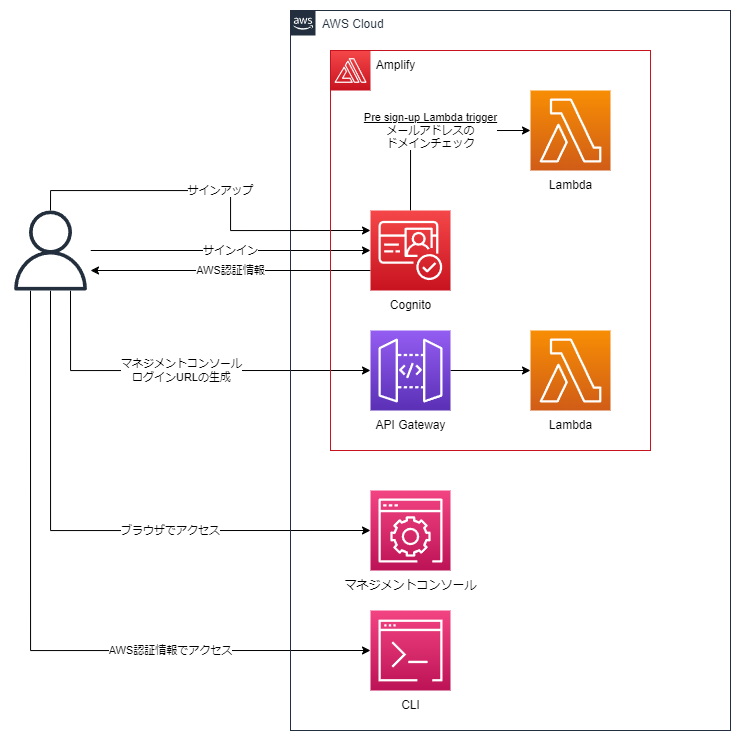 aws
AWS Cloud
Amplify
Pre sign-up Lambda trigger
メールアドレスの
ドメインチェック
Lambda
サインアップ
サインイン
AWS認証情報
Cognito
マネジメントコンソール
ログインURLの生成
API Gateway
Lambda
ブラウザでアクセス
マネジメントコンソール
AWS認証情報でアクセス
CLI